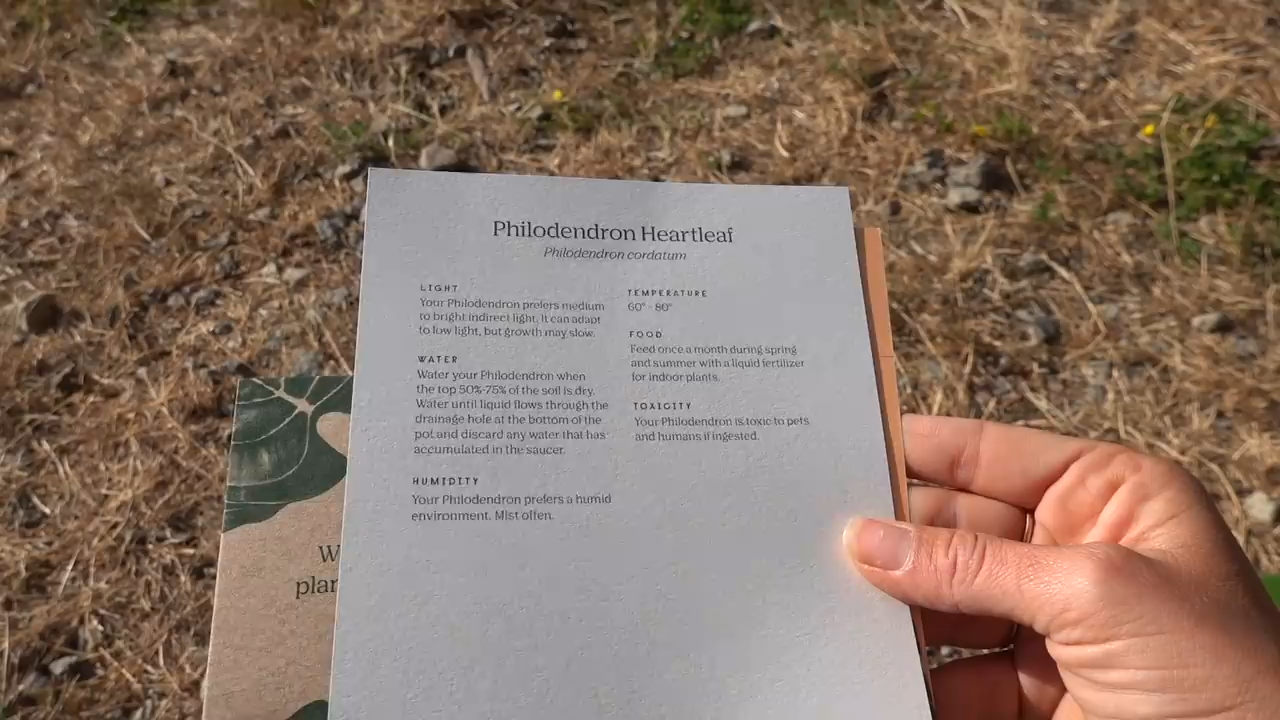 Philodendron Heartleaf
Philodendron cordatum
LIGHT
Your Philodendron prefers medium
to bright indirect light. It can adapt
to low light, but growth may slow.
WATER
Water your Philodendron when
the top 50%-75% of the soil is dry.
Water until liquid flows through the
drainage hole at the bottom of the
pot and discard any water that has
accumulated in the saucer.
HUMIDITY
Your Philodendron prefers a humid
environment. Mist often.
TEMPERATURE
60° - 80°
FOOD
Feed once a month during spring
and summer with a liquid fertilizer
for indoor plants.
TOXICITY
Your Philodendron is toxic to pets
and humans if ingested.
W
plan